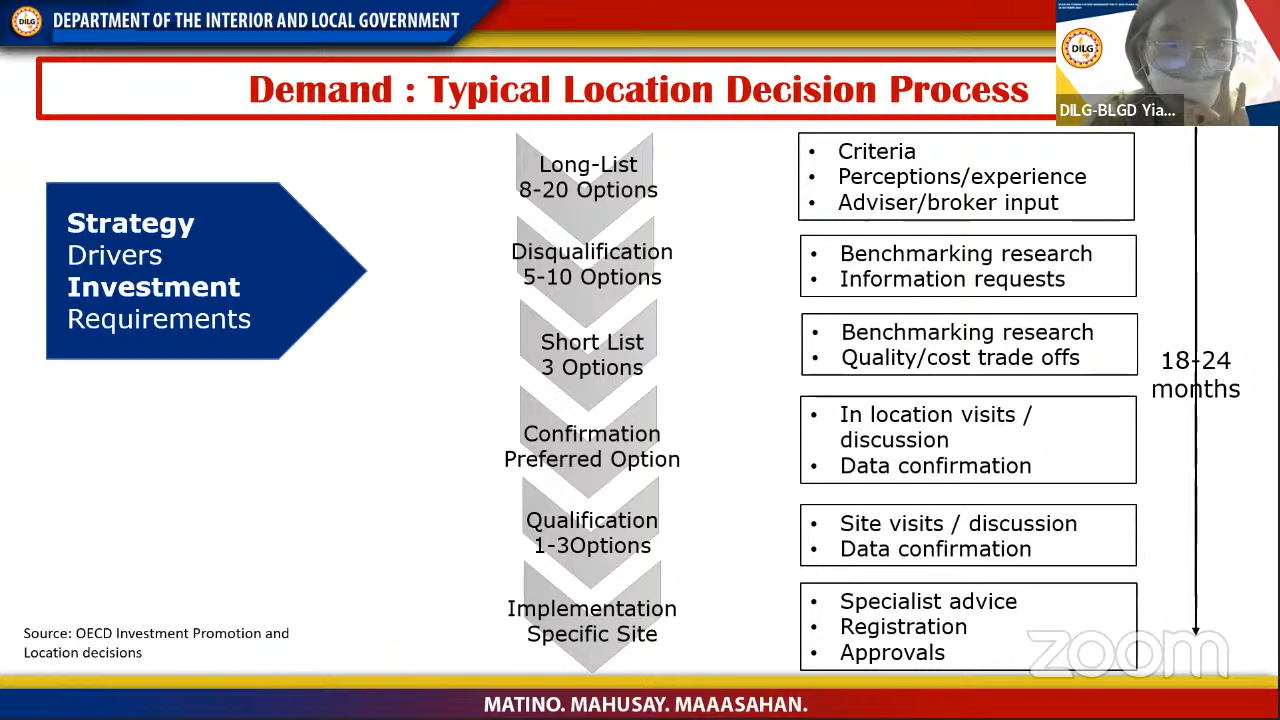 DEPARTMENT OF THE INTERIOR AND LOCAL GOVERNMENT
Demand : Typical Location Decision Process
DILG
DILG-BLGD Yia...
Strategy
Drivers
Investment
Requirements
Long-List
8-20 Options
• Criteria
• Perceptions/experience
• Adviser/broker input
Disqualification
5-10 Options
• Benchmarking research
• Information requests
Short List
3 Options
• Benchmarking research
• Quality/cost trade offs
Confirmation
Preferred Option
• In location visits /
discussion
• Data confirmation
Qualification
1-3Options
• Site visits / discussion
• Data confirmation
Implementation
Specific Site
• Specialist advice
• Registration
• Approvals
18-24
months
Source: OECD Investment Promotion and
Location decisions
zoom
MATINO. MAHUSAY. MAAASAHAN.